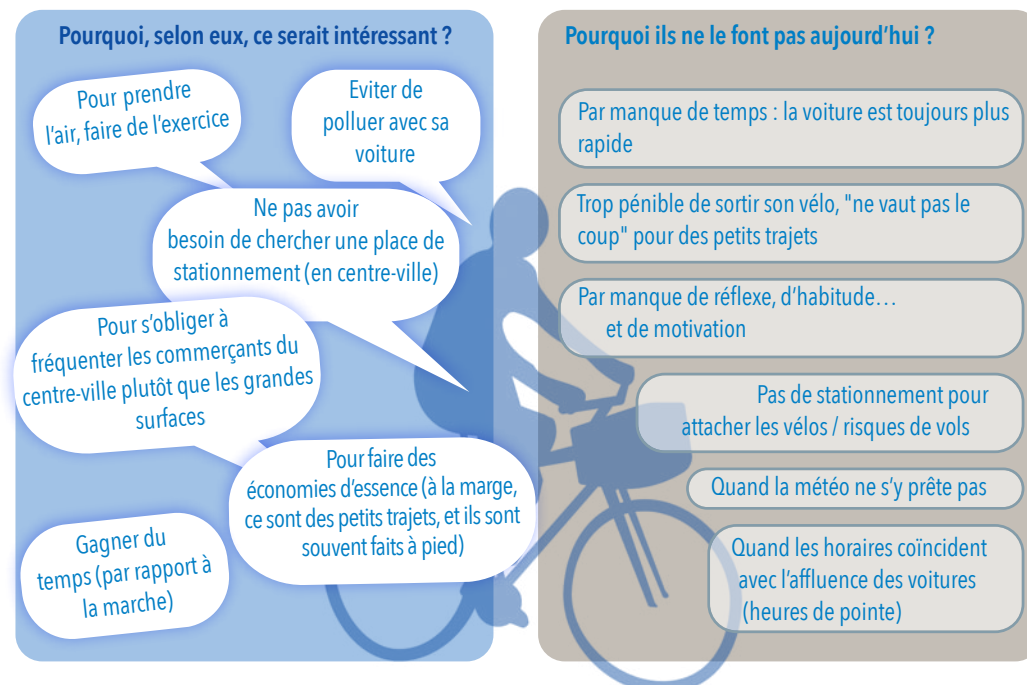 Pourquoi, selon eux, ce serait intéressant ?
Pour prendre
l'air, faire de l'exercice
Eviter de
polluer avec sa
voiture
Ne pas avoir
besoin de chercher une place de
stationnement (en centre-ville)
Pour s'obliger à
fréquenter les commerçants du
centre-ville plutôt que les grandes
surfaces
Pour faire des
économies d'essence (à la marge,
ce sont des petits trajets, et ils sont
souvent faits à pied)
Gagner du
temps (par rapport à
la marche)
Pourquoi ils ne le font pas aujourd'hui ?
Par manque de temps : la voiture est toujours plus
rapide
Trop pénible de sortir son vélo, "ne vaut pas le
coup" pour des petits trajets
Par manque de réflexe, d'habitude…
et de motivation
Pas de stationnement pour
attacher les vélos / risques de vols
Quand la météo ne s'y prête pas
Quand les horaires coïncident
avec l'affluence des voitures
(heures de pointe)